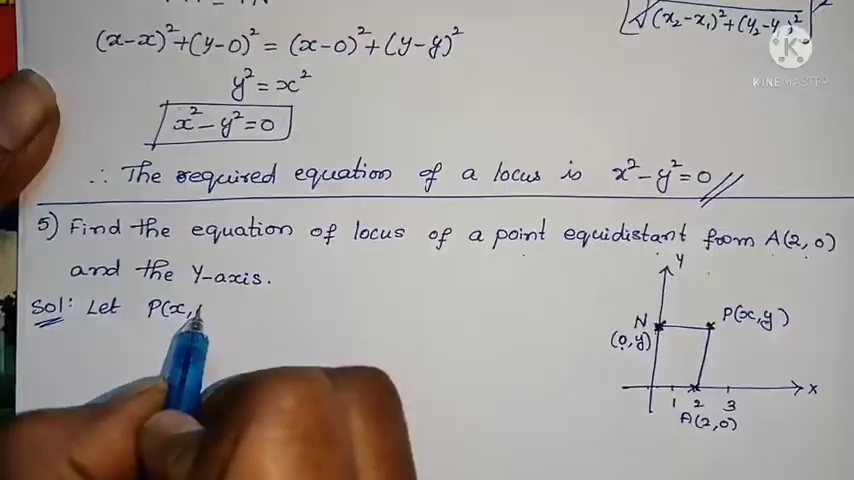 √(x₂-x₁)²+(y₂-y₁)²
KINEMASTER
(x-x)²+(y-0)² = (x-0)²+(y-y)²
y² = x²
x²-y²=0
∴ The required equation of a locus is x²-y²=0
5) Find the equation of locus of a point equidistant from A(2,0)
and the Y-axis.
Sol: Let P(x,
Y
N
P(x,y)
(0,y)
X
1 2 3
A(2,0)